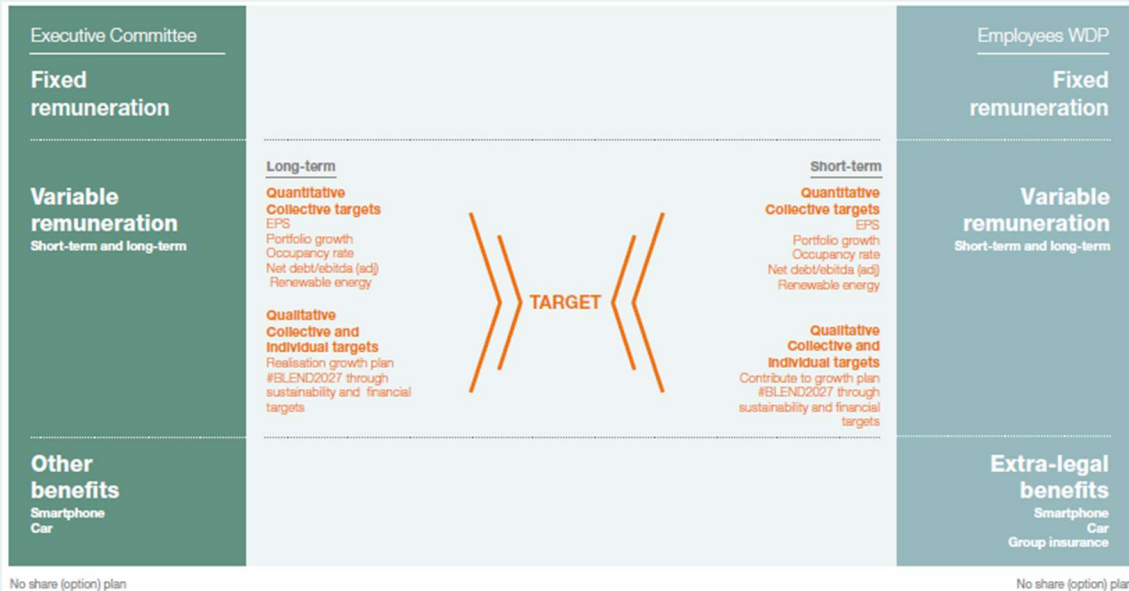 Executive Committee
Fixed
remuneration
Variable
remuneration
Short-term and long-term
Other
benefits
Smartphone
Car
No share (option) plan
Long-term
Quantitative
Collective targets
EPS
Portfolio growth
Occupancy rate
Net debt/ebitda (adj)
Renewable energy
Qualitative
Collective and
Individual targets
Realisation growth plan
#BLEND2027 through
sustainability and financial
targets
TARGET
Short-term
Quantitative
Collective targets
EPS
Portfolio growth
Occupancy rate
Net debt/ebitda (adj)
Renewable energy
Qualitative
Collective and
Individual targets
Contribute to growth plan
#BLEND2027 through
sustainability and financial
targets
Employees WDP
Fixed
remuneration
Variable
remuneration
Short-term and long-term
Extra-legal
benefits
Smartphone
Car
Group insurance
No share (option) plan